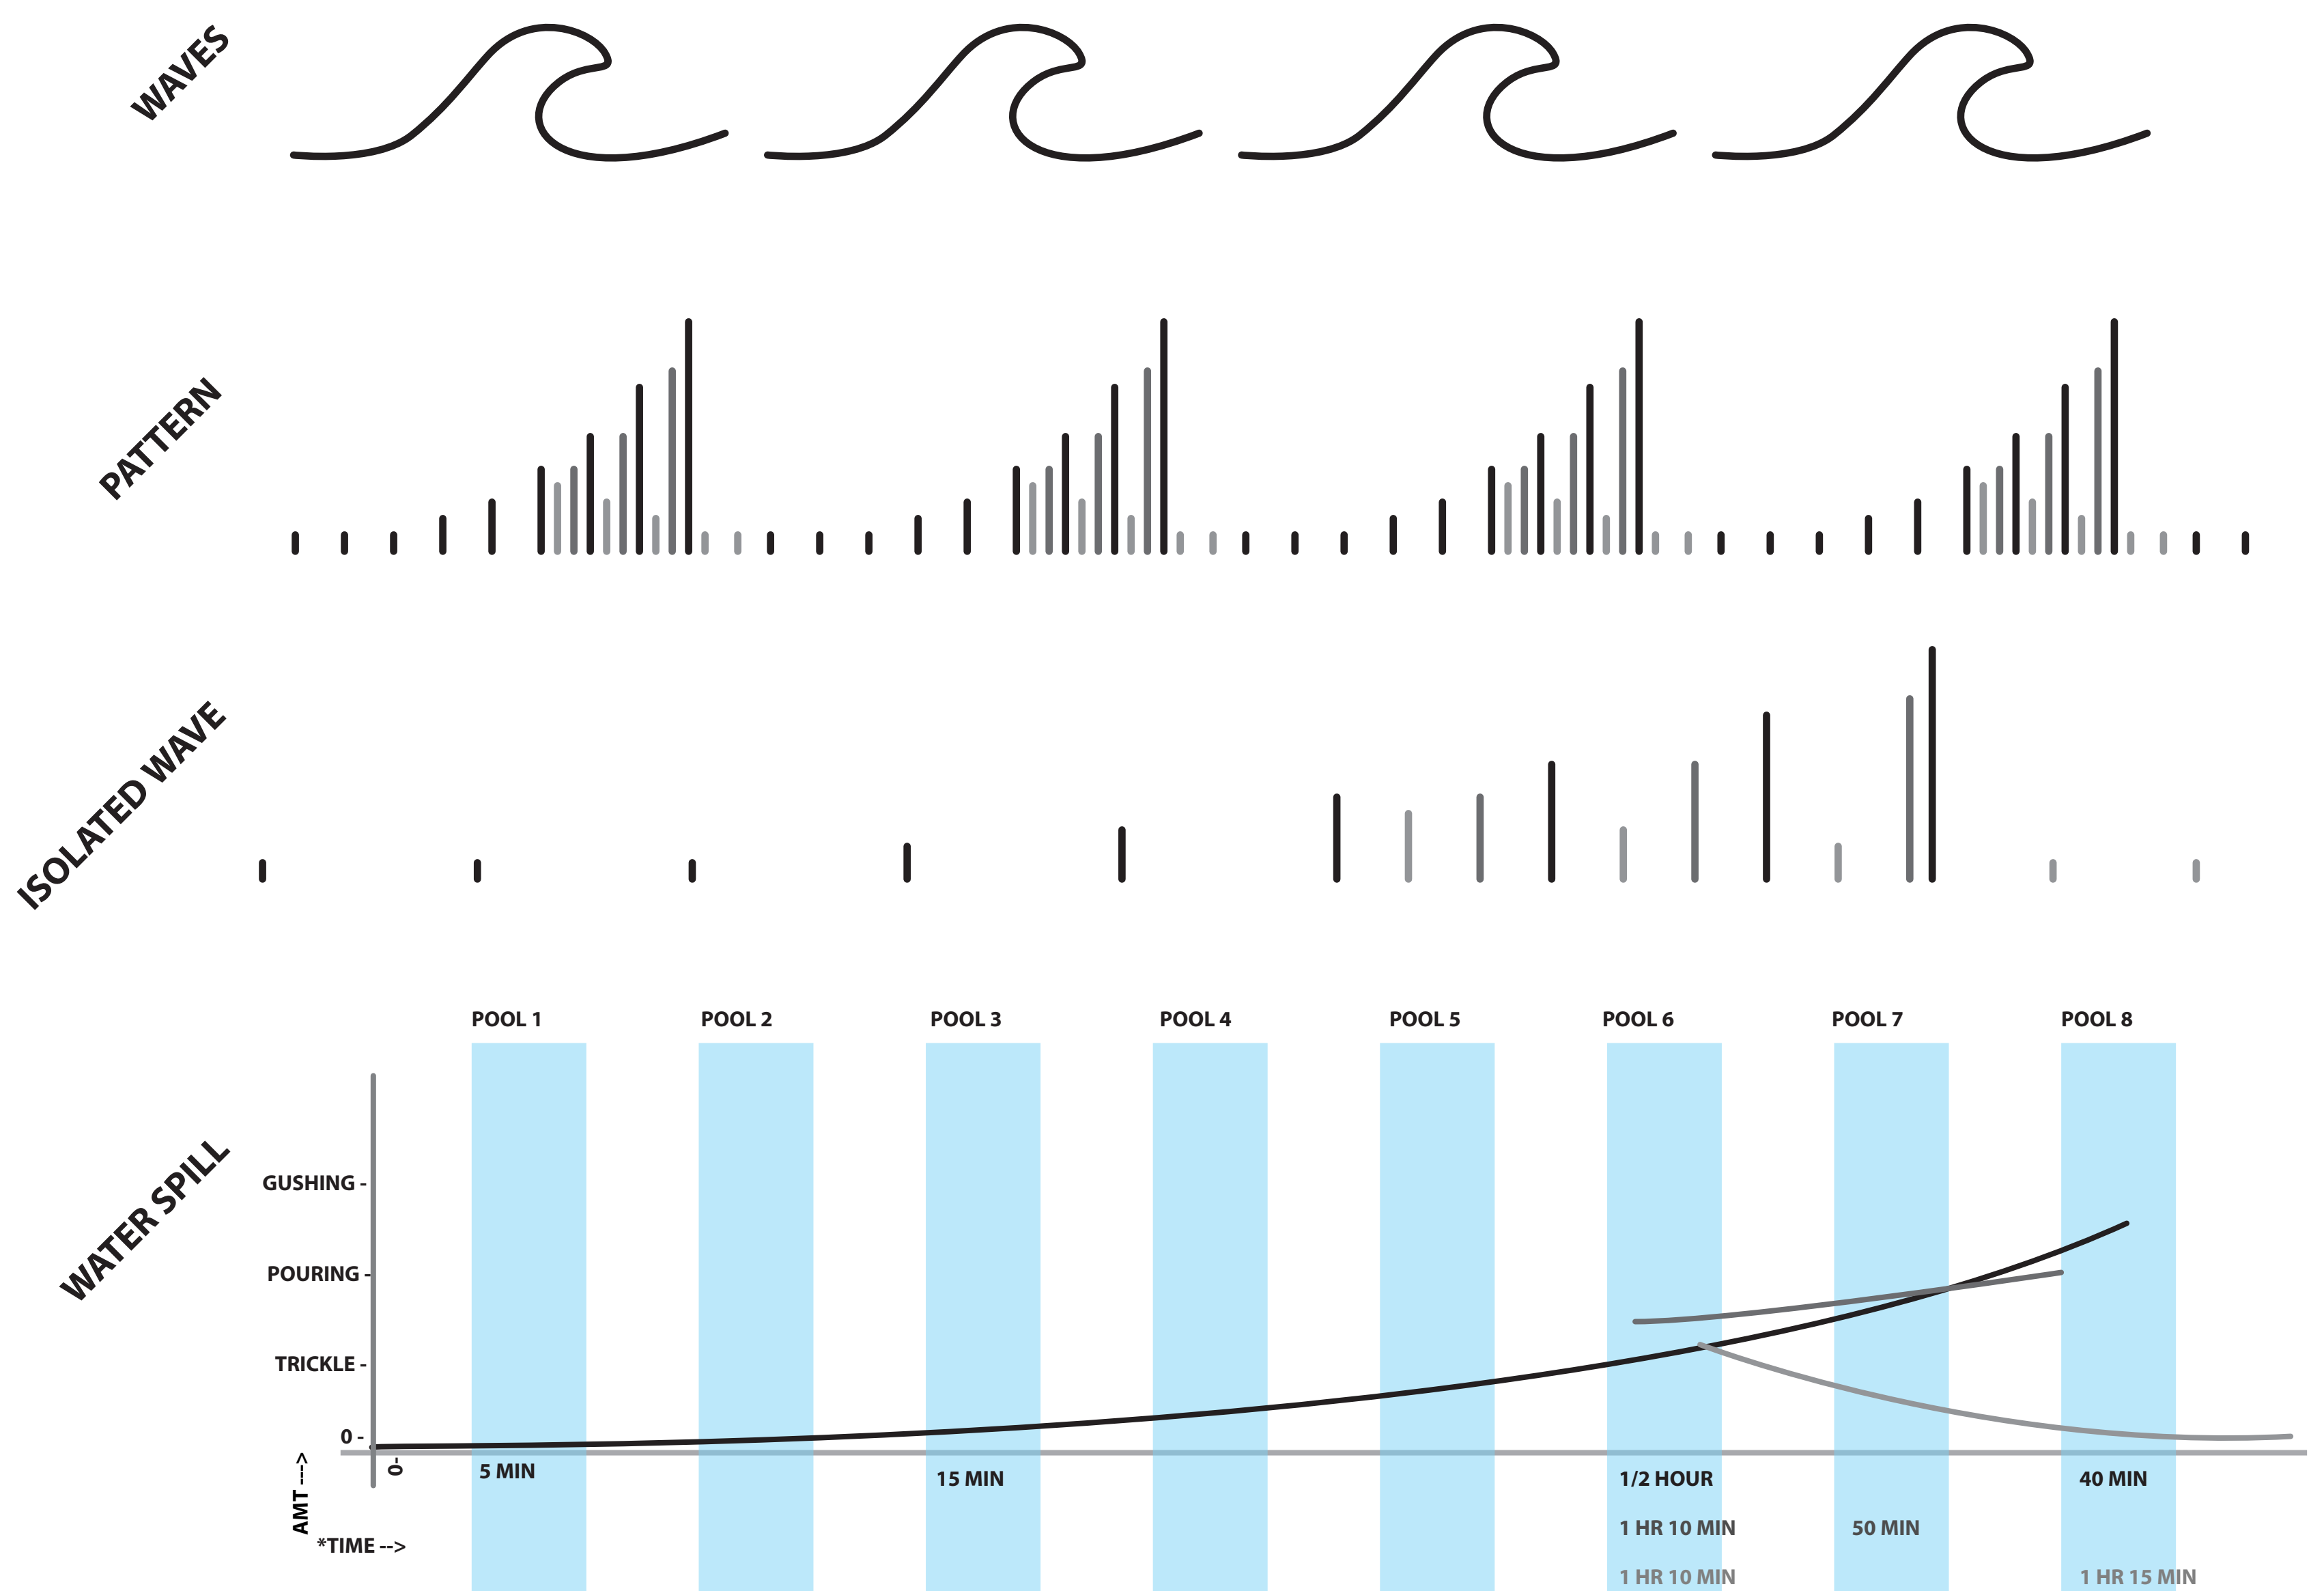 WAVES
PATTERN
ISOLATED WAVE
POOL 1 POOL 2 POOL 3 POOL 4 POOL 5 POOL 6 POOL 7 POOL 8
WATER SPILL
GUSHING -
POURING -
TRICKLE -
0 -
0-
AMT --->
*TIME -->
5 MIN 15 MIN 1/2 HOUR 40 MIN
1 HR 10 MIN 50 MIN
1 HR 10 MIN 1 HR 15 MIN